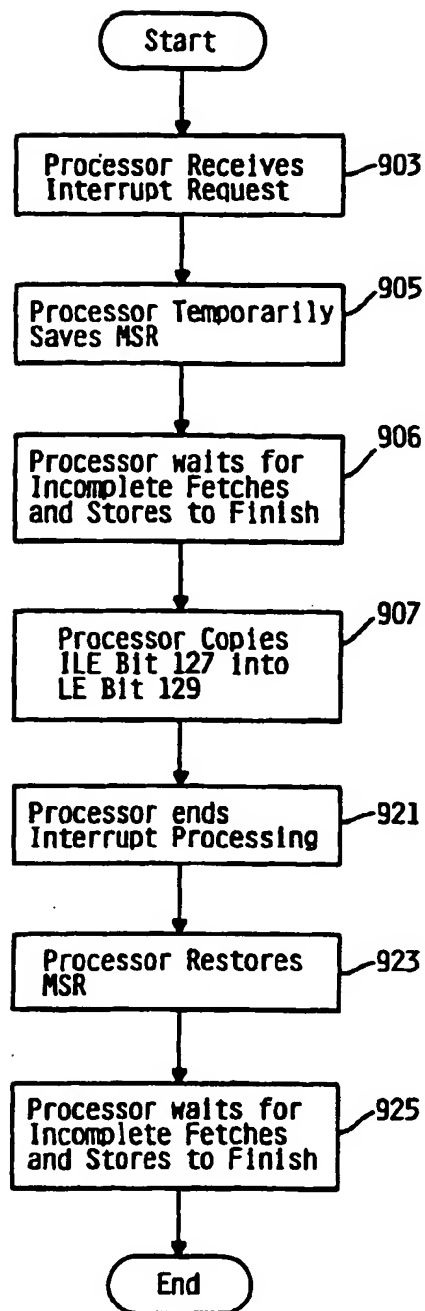 Start
Processor Receives
Interrupt Request
903
Processor Temporarily
Saves MSR
905
Processor waits for
Incomplete Fetches
and Stores to Finish
906
Processor Copies
ILE Bit 127 into
LE Bit 129
907
Processor ends
Interrupt Processing
921
Processor Restores
MSR
923
Processor waits for
Incomplete Fetches
and Stores to Finish
925
End